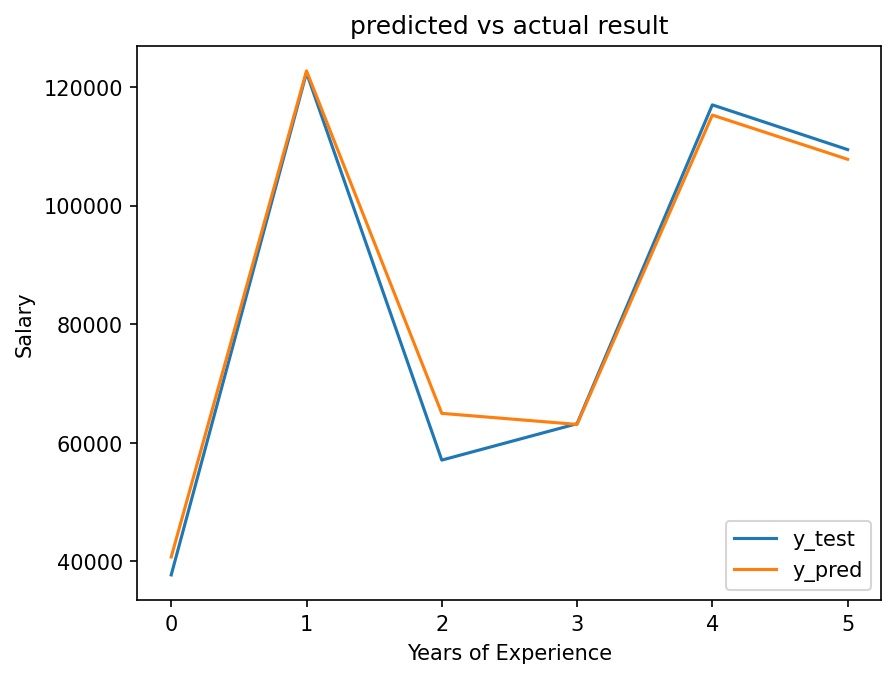 predicted vs actual result
120000
100000
80000
60000
40000
Salary
0 1 2 3 4 5
Years of Experience
y_test
y_pred